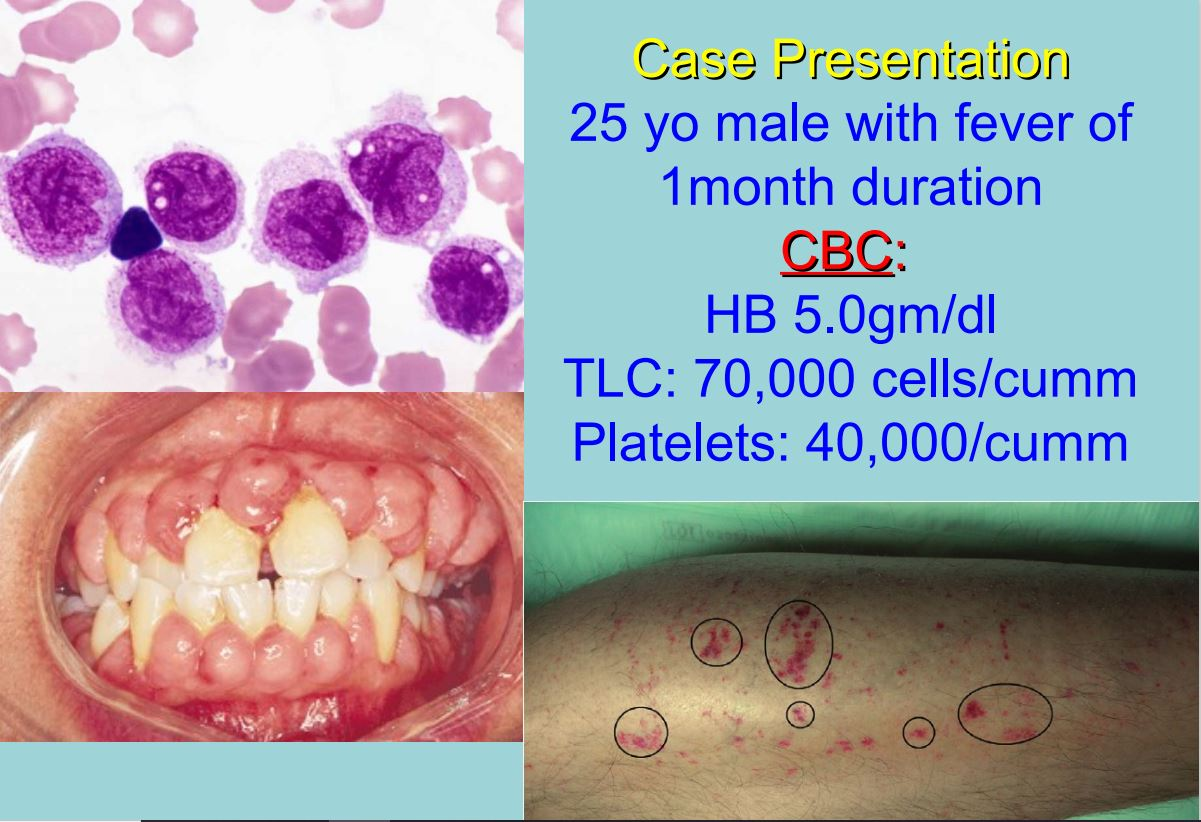 Case Presentation
25 yo male with fever of
1month duration
CBC:
HB 5.0gm/dl
TLC: 70,000 cells/cumm
Platelets: 40,000/cumm